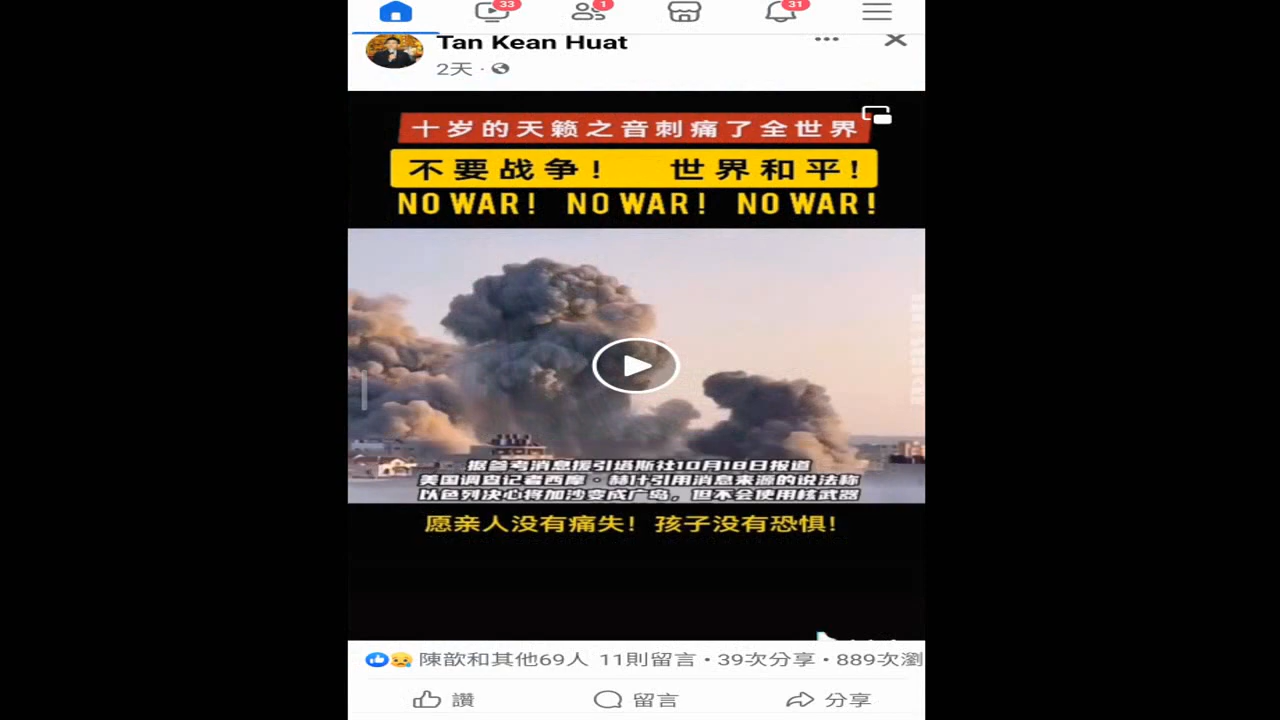 33
1
31
Tan Kean Huat
2天 ·
十岁的天籁之音刺痛了全世界
不要战争! 世界和平!
NO WAR! NO WAR! NO WAR!
据参考消息援引塔斯社10月18日报道
美国调查记者西摩·赫什引用消息来源的说法称
以色列决心将加沙变成广岛,但不会使用核武器
愿亲人没有痛失! 孩子没有恐惧!
陳歆和其他69人 11則留言 · 39次分享 · 889次瀏
讚 留言 分享